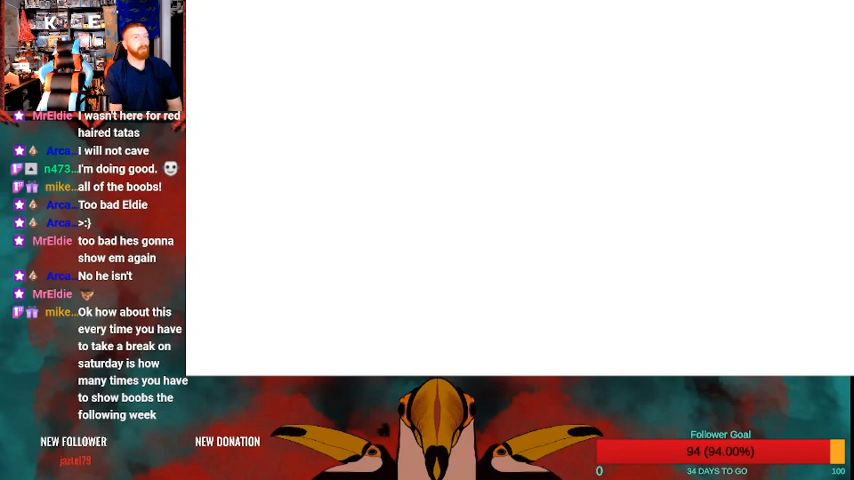 K E
MrEldie I wasn't here for red
haired tatas
Arca.. I will not cave
n473.. I'm doing good.
mike.. all of the boobs!
Arca.. Too bad Eldie
Arca.. >:}
MrEldie too bad hes gonna
show em again
Arca.. No he isn't
MrEldie
mike.. Ok how about this
every time you have
to take a break on
saturday is how
many times you have
to show boobs the
following week
NEW FOLLOWER
NEW DONATION
Follower Goal
94 (94.00%)
0
34 DAYS TO GO
100